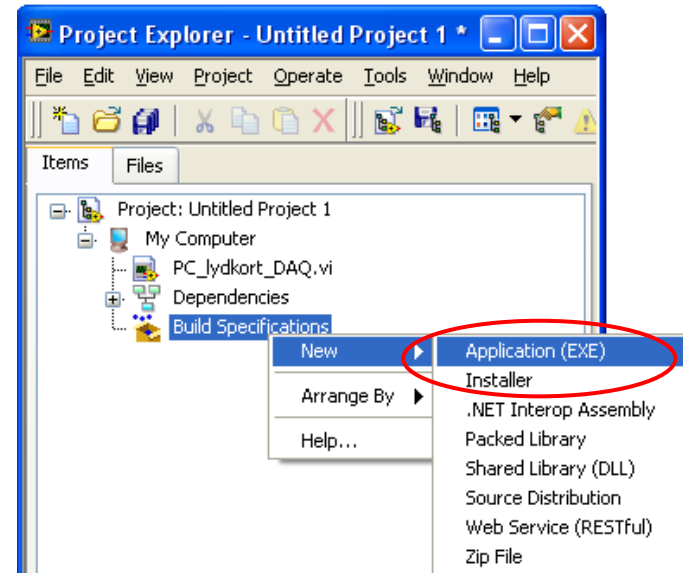 Project Explorer - Untitled Project 1 *
File Edit View Project Operate Tools Window Help
Items Files
Project: Untitled Project 1
My Computer
PC_lydkort_DAQ.vi
Dependencies
Build Specifications
New
Arrange By
Help...
Application (EXE)
Installer
.NET Interop Assembly
Packed Library
Shared Library (DLL)
Source Distribution
Web Service (RESTful)
Zip File